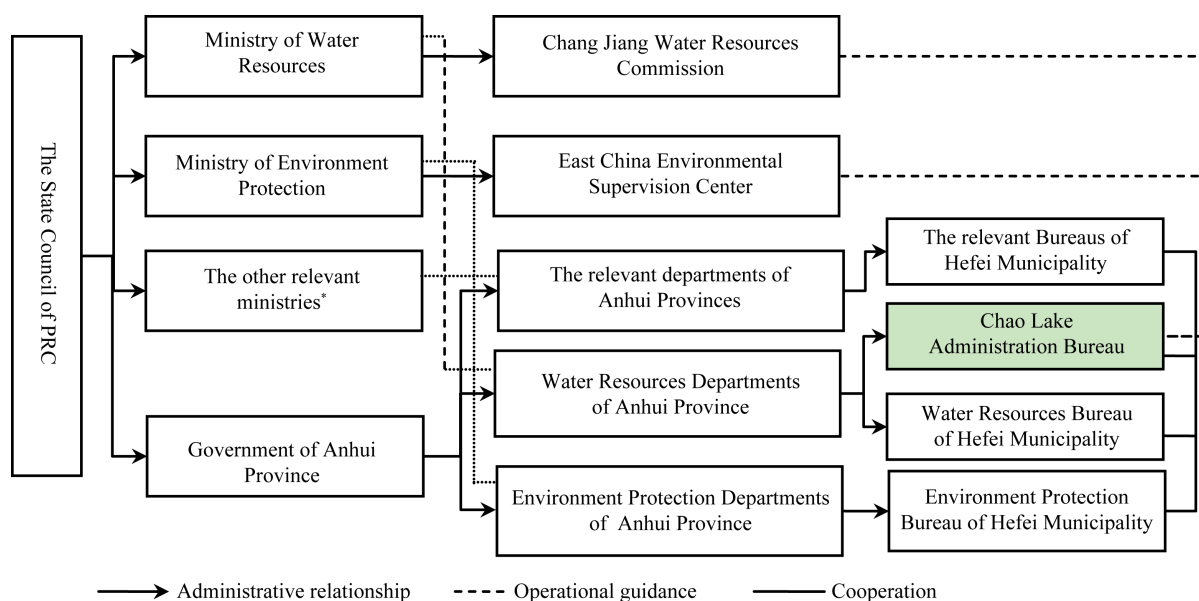 The State Council of PRC
Ministry of Water
Resources
Chang Jiang Water Resources
Commission
Ministry of Environment
Protection
East China Environmental
Supervision Center
The other relevant
ministries*
The relevant departments of
Anhui Provinces
The relevant Bureaus of
Hefei Municipality
Chao Lake
Administration Bureau
Water Resources Departments
of Anhui Province
Water Resources Bureau
of Hefei Municipality
Government of Anhui
Province
Environment Protection Departments
of Anhui Province
Environment Protection
Bureau of Hefei Municipality
Administrative relationship
Operational guidance
Cooperation